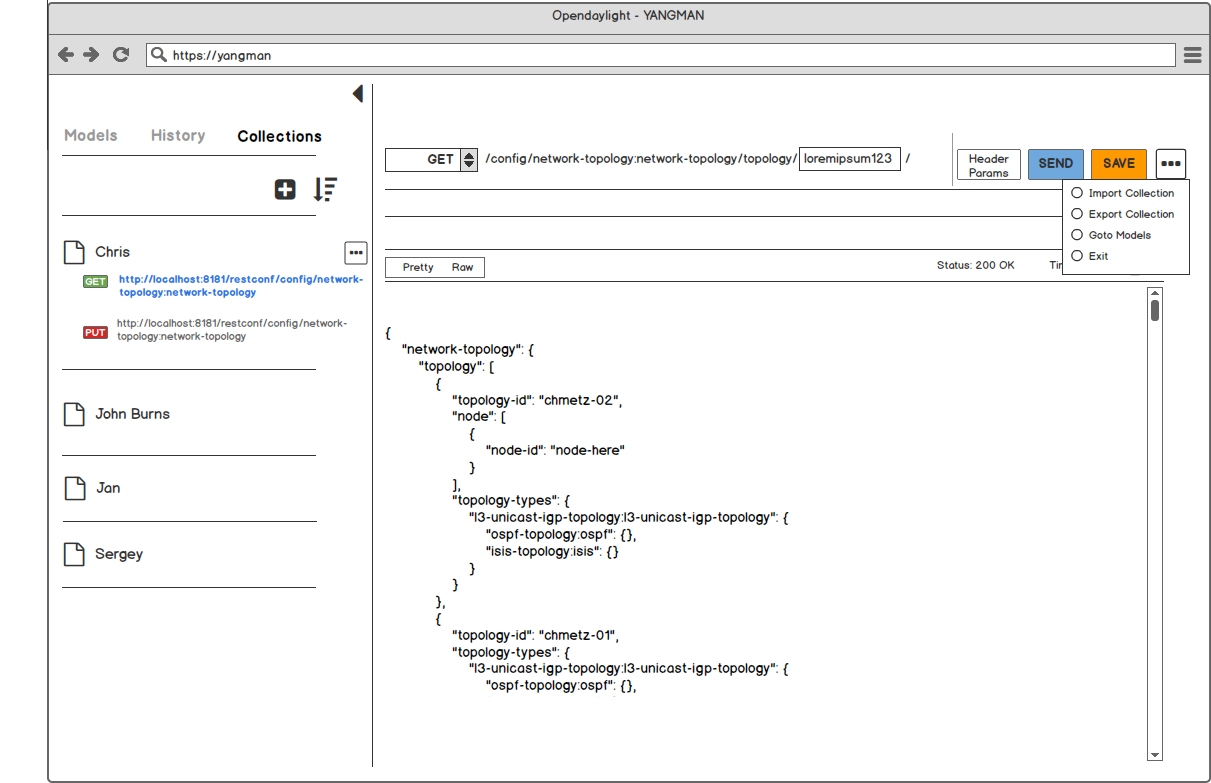 Opendaylight - YANGMAN
https://yangman
Models History Collections
Chris
GET http://localhost:8181/restconf/config/network-
topology:network-topology
PUT http://localhost:8181/restconf/config/network-
topology:network-topology
John Burns
Jan
Sergey
GET /config/network-topology:network-topology/topology/ loremipsum123 /
Header
Params
SEND
SAVE
Import Collection
Export Collection
Goto Models
Exit
Pretty Raw
Status: 200 OK
{
"network-topology": {
"topology": [
{
"topology-id": "chmetz-02",
"node": [
{
"node-id": "node-here"
}
],
"topology-types": {
"l3-unicast-igp-topology:l3-unicast-igp-topology": {
"ospf-topology:ospf": {},
"isis-topology:isis": {}
}
}
},
{
"topology-id": "chmetz-01",
"topology-types": {
"l3-unicast-igp-topology:l3-unicast-igp-topology": {
"ospf-topology:ospf": {},